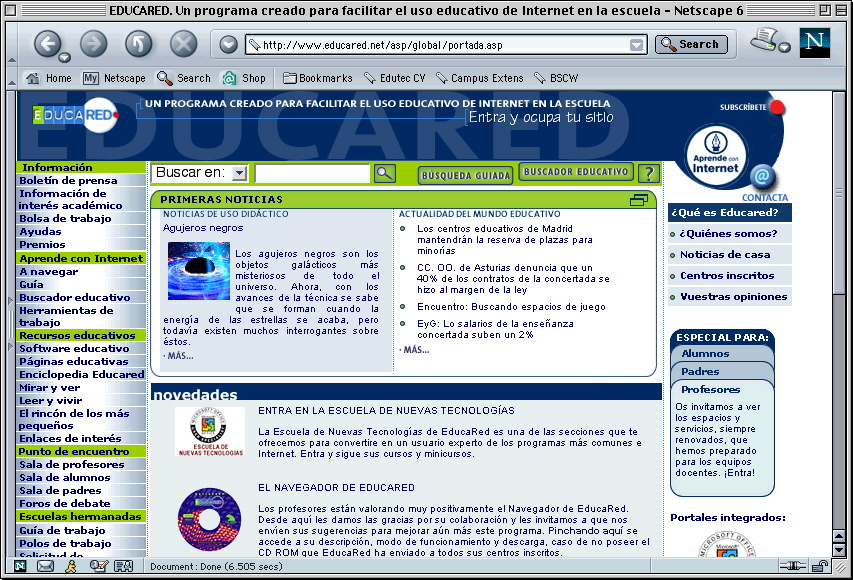 EDUCARED. Un programa creado para facilitar el uso educativo de Internet en la escuela - Netscape 6
http://www.educared.net/asp/global/portada.asp
Search
N
Home
My Netscape
Search
Shop
Bookmarks
Edutec CV
Campus Extens
BSCW
EDUCARED
EDUCARED
UN PROGRAMA CREADO PARA FACILITAR EL USO EDUCATIVO DE INTERNET EN LA ESCUELA
Entra y ocupa tu sitio
SUBSCRÍBETE
Aprende con
Internet
@
CONTACTA
Información
Boletín de prensa
Información de
interés académico
Bolsa de trabajo
Ayudas
Premios
Aprende con Internet
A navegar
Guía
Buscador educativo
Herramientas de
trabajo
Recursos educativos
Software educativo
Páginas educativas
Enciclopedia Educared
Mirar y ver
Leer y vivir
El rincón de los más
pequeños
Enlaces de interés
Punto de encuentro
Sala de profesores
Sala de alumnos
Sala de padres
Foros de debate
Escuelas hermanadas
Guía de trabajo
Polos de trabajo
Solicitud de
Buscar en:
BÚSQUEDA GUIADA
BUSCADOR EDUCATIVO
?
PRIMERAS NOTICIAS
NOTICIAS DE USO DIDÁCTICO
Agujeros negros
Los agujeros negros son los
objetos galácticos más
misteriosos de todo el
universo. Ahora, con los
avances de la técnica se sabe
que se forman cuando la
energía de las estrellas se acaba, pero
todavía existen muchos interrogantes sobre
éstos.
· MÁS...
ACTUALIDAD DEL MUNDO EDUCATIVO
Los centros educativos de Madrid
mantendrán la reserva de plazas para
minorías
CC. OO. de Asturias denuncia que un
40% de los contratos de la concertada se
hizo al margen de la ley
Encuentro: Buscando espacios de juego
EyG: Lo salarios de la enseñanza
concertada suben un 2%
· MÁS...
novedades
MICROSOFT OFFICE
ESCUELA DE
NUEVAS TECNOLOGÍAS
ENTRA EN LA ESCUELA DE NUEVAS TECNOLOGÍAS
La Escuela de Nuevas Tecnologías de EducaRed es una de las secciones que te
ofrecemos para convertire en un usuario experto de los programas más comunes e
Internet. Entra y sigue sus cursos y minicursos.
EL NAVEGADOR DE EDUCARED
Los profesores están valorando muy positivamente el Navegador de EducaRed.
Desde aquí les damos las gracias por su colaboración y les invitamos a que nos
envíen sus sugerencias para mejorar aún más este programa. Pinchando aquí se
accede a su descripción, modo de funcionamiento y descarga, caso de no poseer el
CD ROM que EducaRed ha enviado a todos sus centros inscritos.
¿Qué es Educared?
¿Quiénes somos?
Noticias de casa
Centros inscritos
Vuestras opiniones
ESPECIAL PARA:
Alumnos
Padres
Profesores
Os invitamos a ver
los espacios y
servicios, siempre
renovados, que
hemos preparado
para los equipos
docentes. ¡Entra!
Portales integrados:
MICROSOFT OFFICE
Document: Done (6.505 secs)